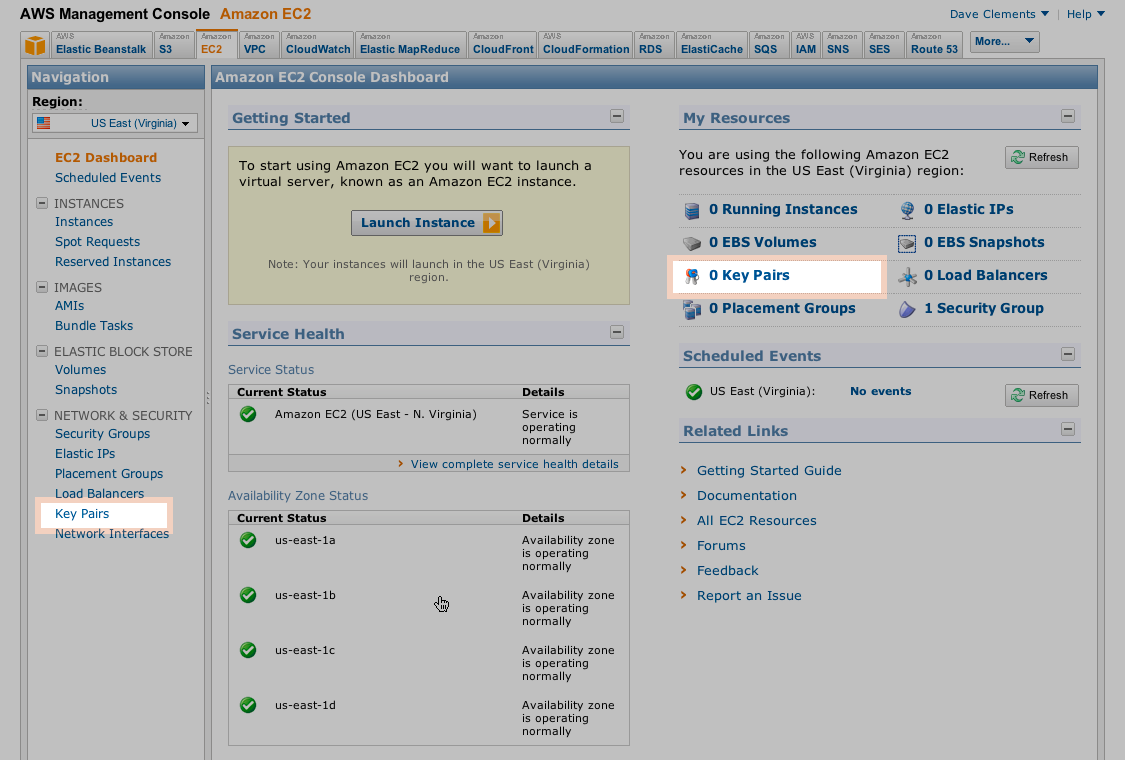 AWS Management Console Amazon EC2
Dave Clements Help
AWS Elastic Beanstalk
Amazon S3
Amazon EC2
Amazon VPC
Amazon CloudWatch
Amazon Elastic MapReduce
Amazon CloudFront
AWS CloudFormation
Amazon RDS
Amazon ElastiCache
Amazon SQS
AWS IAM
Amazon SNS
Amazon SES
Amazon Route 53
More...
Navigation
Region:
US East (Virginia)
EC2 Dashboard
Scheduled Events
INSTANCES
Instances
Spot Requests
Reserved Instances
IMAGES
AMIs
Bundle Tasks
ELASTIC BLOCK STORE
Volumes
Snapshots
NETWORK & SECURITY
Security Groups
Elastic IPs
Placement Groups
Load Balancers
Key Pairs
Network Interfaces
Amazon EC2 Console Dashboard
Getting Started
To start using Amazon EC2 you will want to launch a
virtual server, known as an Amazon EC2 instance.
Launch Instance
Note: Your instances will launch in the US East (Virginia)
region.
Service Health
Service Status
Current Status Details
Amazon EC2 (US East - N. Virginia) Service is
operating
normally
View complete service health details
Availability Zone Status
Current Status Details
us-east-1a Availability zone
is operating
normally
us-east-1b Availability zone
is operating
normally
us-east-1c Availability zone
is operating
normally
us-east-1d Availability zone
is operating
normally
My Resources
You are using the following Amazon EC2
resources in the US East (Virginia) region:
Refresh
0 Running Instances 0 Elastic IPs
0 EBS Volumes 0 EBS Snapshots
0 Key Pairs 0 Load Balancers
0 Placement Groups 1 Security Group
Scheduled Events
US East (Virginia): No events
Refresh
Related Links
Getting Started Guide
Documentation
All EC2 Resources
Forums
Feedback
Report an Issue